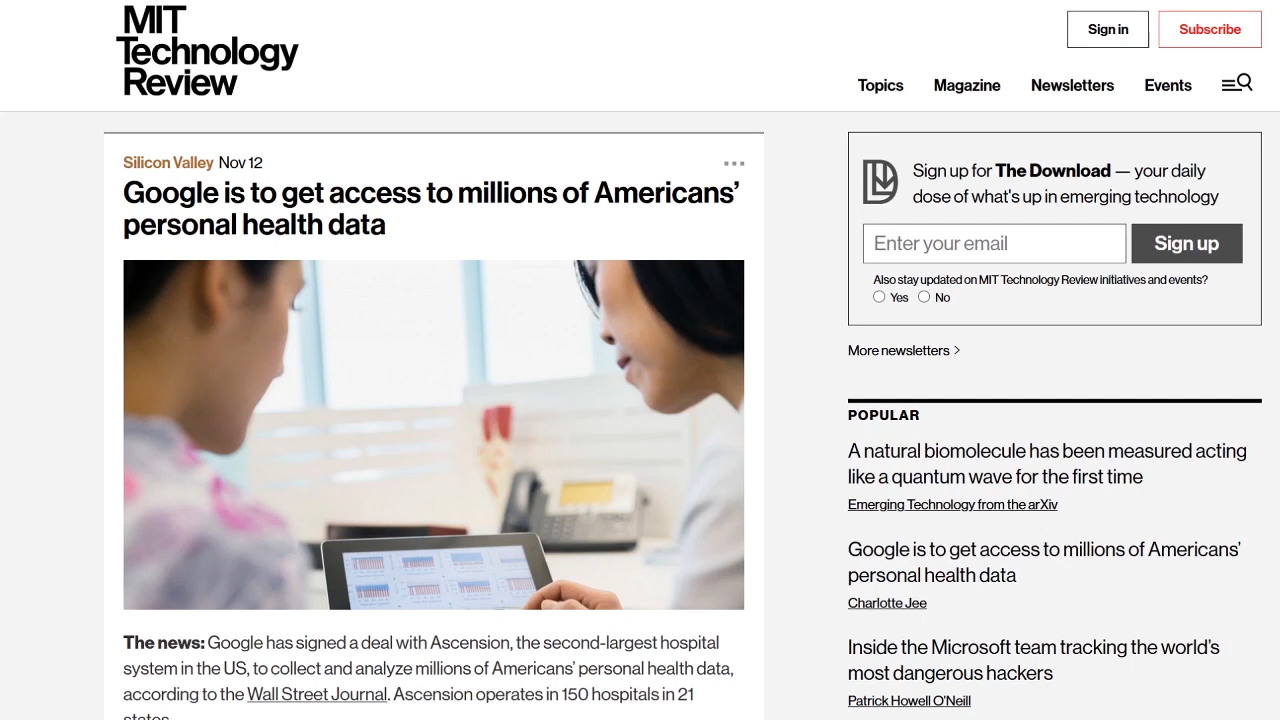 MIT
Technology
Review
Sign in
Subscribe
Topics
Magazine
Newsletters
Events
Silicon Valley Nov 12
Google is to get access to millions of Americans’
personal health data
The news: Google has signed a deal with Ascension, the second-largest hospital
system in the US, to collect and analyze millions of Americans’ personal health data,
according to the Wall Street Journal. Ascension operates in 150 hospitals in 21
states.
Sign up for The Download — your daily
dose of what's up in emerging technology
Enter your email
Sign up
Also stay updated on MIT Technology Review initiatives and events?
Yes
No
More newsletters
POPULAR
A natural biomolecule has been measured acting
like a quantum wave for the first time
Emerging Technology from the arXiv
Google is to get access to millions of Americans’
personal health data
Charlotte Jee
Inside the Microsoft team tracking the world’s
most dangerous hackers
Patrick Howell O’Neill